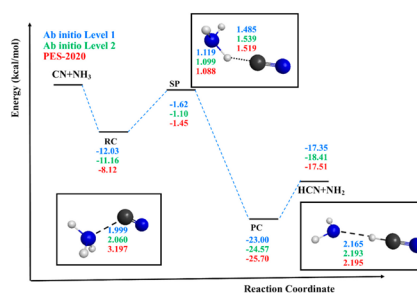 Ab initio Level 1
Ab initio Level 2
PES-2020
Energy (kcal/mol)
CN+NH3
RC
-12.03
-11.16
-8.12
SP
-1.62
-1.10
-1.45
1.119
1.099
1.088
1.485
1.539
1.519
1.999
2.060
3.197
PC
-23.00
-24.57
-25.70
-17.35
-18.41
-17.51
HCN+NH2
2.165
2.193
2.195
Reaction Coordinate